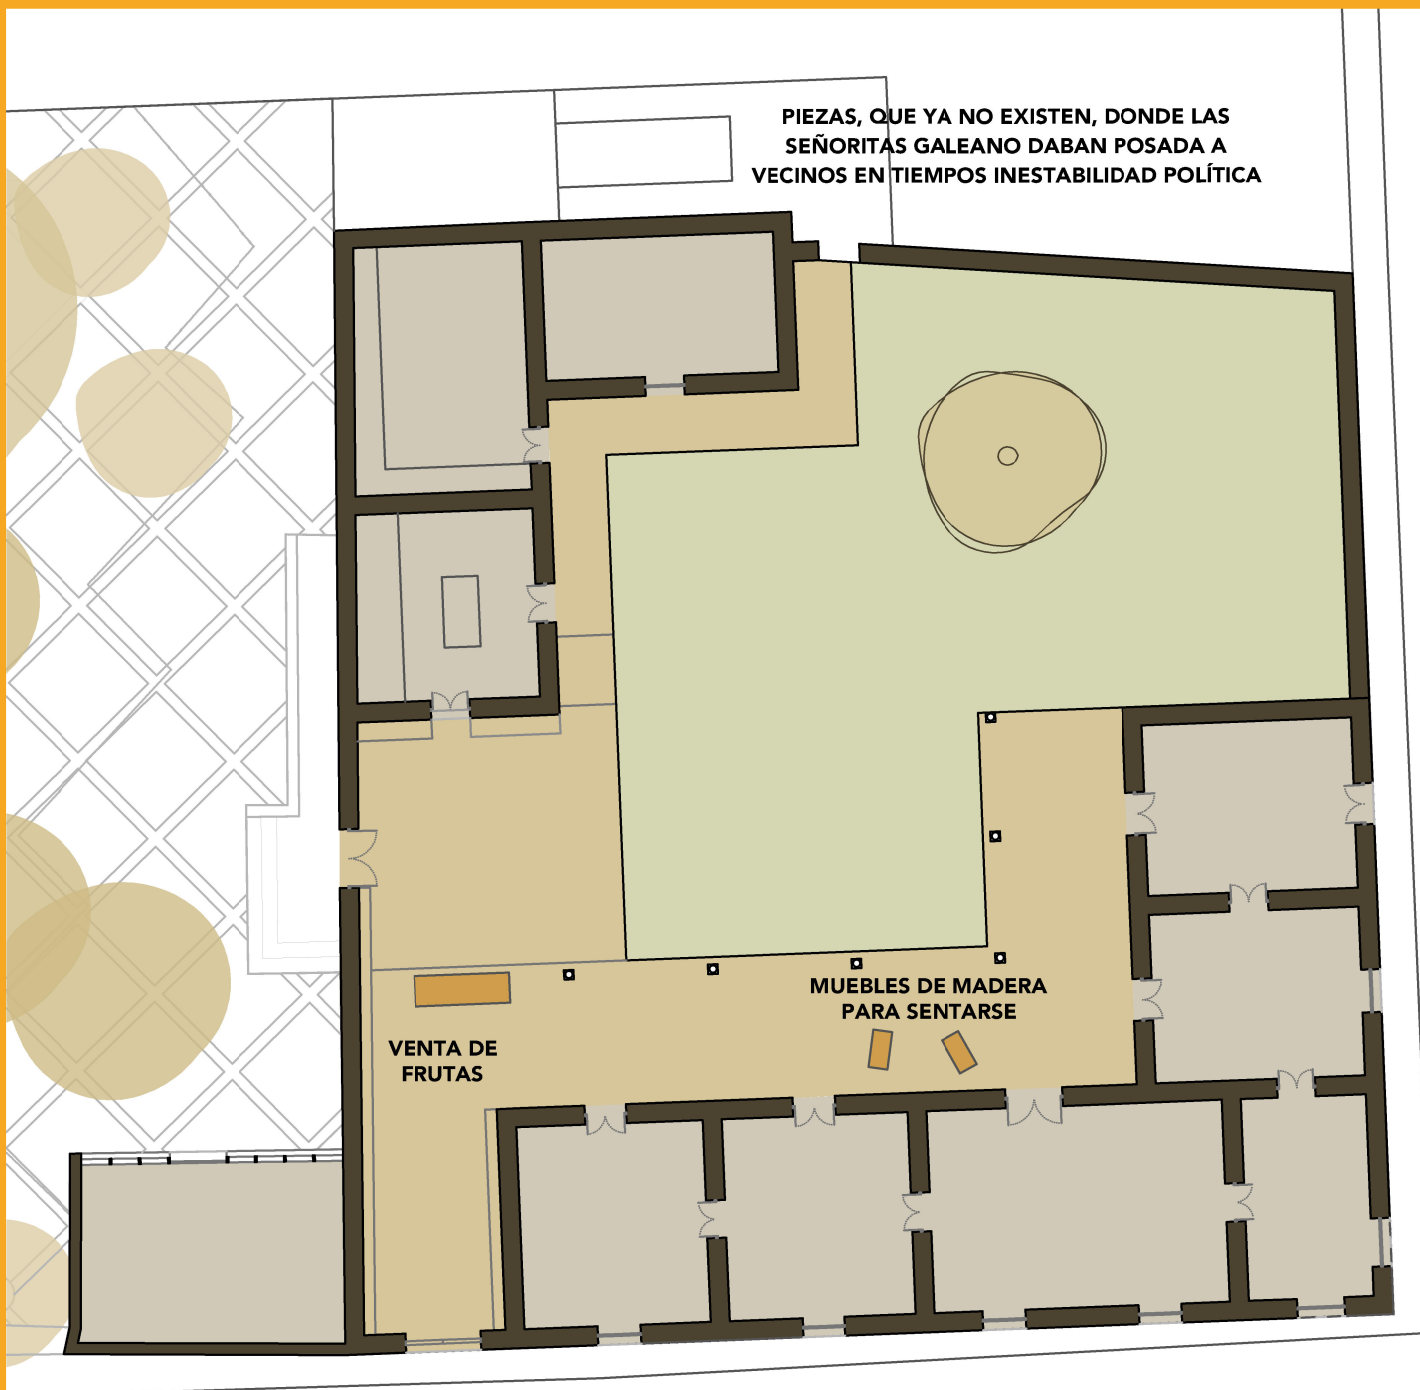 PIEZAS, QUE YA NO EXISTEN, DONDE LAS
SEÑORITAS GALEANO DABAN POSADA A
VECINOS EN TIEMPOS INESTABILIDAD POLÍTICA
MUEBLES DE MADERA
PARA SENTARSE
VENTA DE
FRUTAS